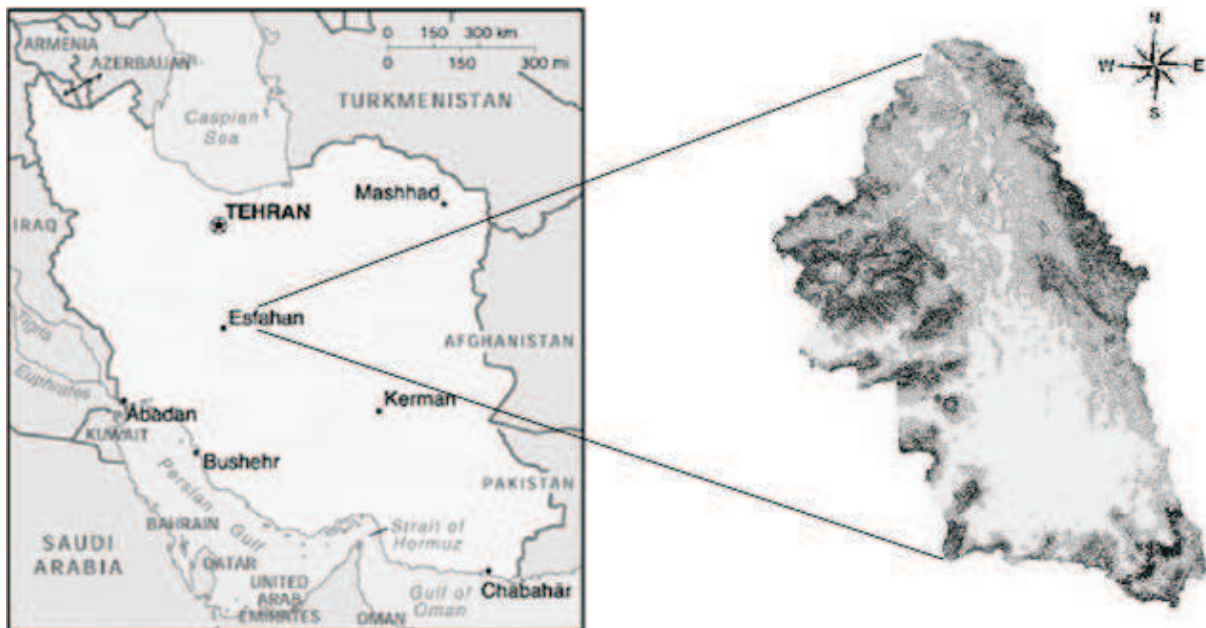 ARMENIA
AZERBAIJAN
0 150 300 km
0 150 300 mi
TURKMENISTAN
Caspian
Sea
Mashhad
TEHRAN
IRAQ
Esfahan
Tigris
AFGHANISTAN
Euphrates
Kerman
Abadan
KUWAIT
Bushehr
PAKISTAN
Persian
Gulf
BAHRAIN
Strait of
Hormuz
SAUDI
ARABIA
QATAR
UNITED
ARAB
EMIRATES
Gulf of
Oman
OMAN
Chabahār
N
W E
S